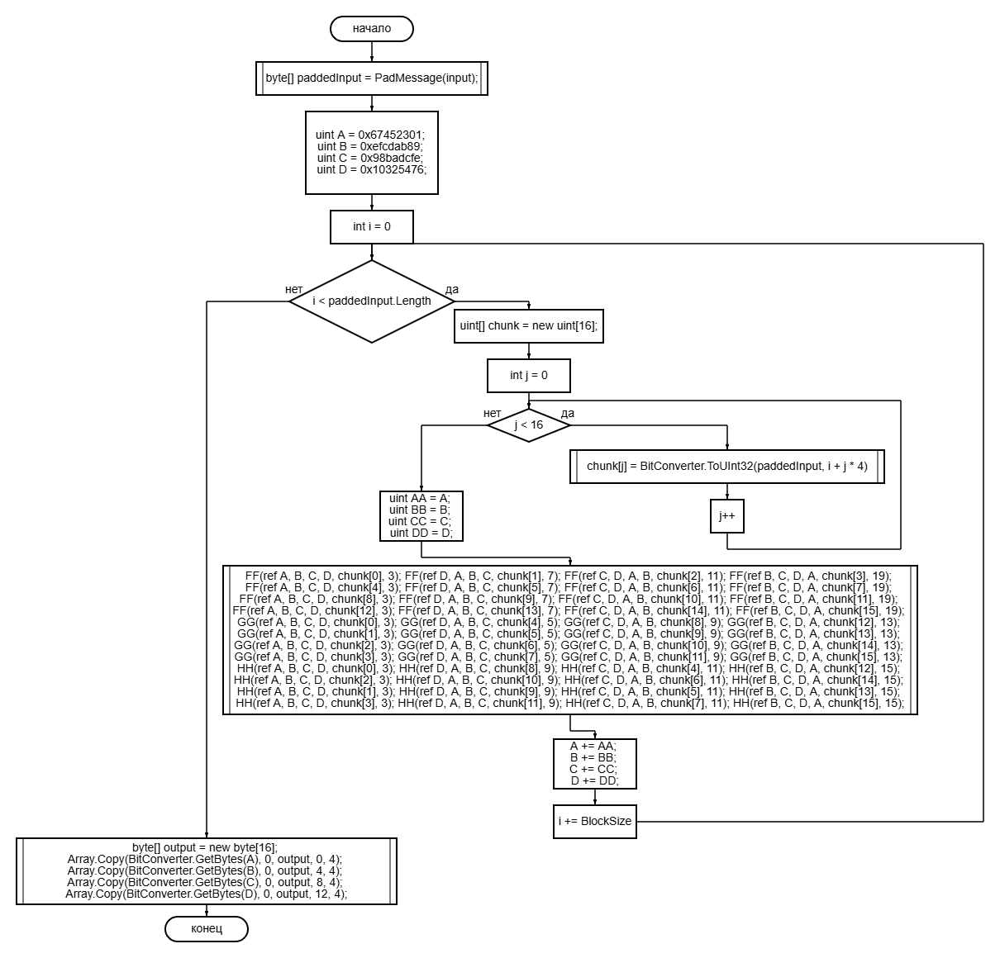 начало
byte[] paddedInput = PadMessage(input);
uint A = 0x67452301;
uint B = 0xefcdab89;
uint C = 0x98badcfe;
uint D = 0x10325476;
int i = 0
нет
да
i < paddedInput.Length
uint[] chunk = new uint[16];
int j = 0
нет
да
j < 16
chunk[j] = BitConverter.ToUInt32(paddedInput, i + j * 4)
j++
uint AA = A;
uint BB = B;
uint CC = C;
uint DD = D;
FF(ref A, B, C, D, chunk[0], 3); FF(ref D, A, B, C, chunk[1], 7); FF(ref C, D, A, B, chunk[2], 11); FF(ref B, C, D, A, chunk[3], 19);
FF(ref A, B, C, D, chunk[4], 3); FF(ref D, A, B, C, chunk[5], 7); FF(ref C, D, A, B, chunk[6], 11); FF(ref B, C, D, A, chunk[7], 19);
FF(ref A, B, C, D, chunk[8], 3); FF(ref D, A, B, C, chunk[9], 7); FF(ref C, D, A, B, chunk[10], 11); FF(ref B, C, D, A, chunk[11], 19);
FF(ref A, B, C, D, chunk[12], 3); FF(ref D, A, B, C, chunk[13], 7); FF(ref C, D, A, B, chunk[14], 11); FF(ref B, C, D, A, chunk[15], 19);
GG(ref A, B, C, D, chunk[0], 3); GG(ref D, A, B, C, chunk[4], 5); GG(ref C, D, A, B, chunk[8], 9); GG(ref B, C, D, A, chunk[12], 13);
GG(ref A, B, C, D, chunk[1], 3); GG(ref D, A, B, C, chunk[5], 5); GG(ref C, D, A, B, chunk[9], 9); GG(ref B, C, D, A, chunk[13], 13);
GG(ref A, B, C, D, chunk[2], 3); GG(ref D, A, B, C, chunk[6], 5); GG(ref C, D, A, B, chunk[10], 9); GG(ref B, C, D, A, chunk[14], 13);
GG(ref A, B, C, D, chunk[3], 3); GG(ref D, A, B, C, chunk[7], 5); GG(ref C, D, A, B, chunk[11], 9); GG(ref B, C, D, A, chunk[15], 13);
HH(ref A, B, C, D, chunk[0], 3); HH(ref D, A, B, C, chunk[8], 9); HH(ref C, D, A, B, chunk[4], 11); HH(ref B, C, D, A, chunk[12], 15);
HH(ref A, B, C, D, chunk[2], 3); HH(ref D, A, B, C, chunk[10], 9); HH(ref C, D, A, B, chunk[6], 11); HH(ref B, C, D, A, chunk[14], 15);
HH(ref A, B, C, D, chunk[1], 3); HH(ref D, A, B, C, chunk[9], 9); HH(ref C, D, A, B, chunk[5], 11); HH(ref B, C, D, A, chunk[13], 15);
HH(ref A, B, C, D, chunk[3], 3); HH(ref D, A, B, C, chunk[11], 9); HH(ref C, D, A, B, chunk[7], 11); HH(ref B, C, D, A, chunk[15], 15);
A += AA;
B += BB;
C += CC;
D += DD;
i += BlockSize
byte[] output = new byte[16];
Array.Copy(BitConverter.GetBytes(A), 0, output, 0, 4);
Array.Copy(BitConverter.GetBytes(B), 0, output, 4, 4);
Array.Copy(BitConverter.GetBytes(C), 0, output, 8, 4);
Array.Copy(BitConverter.GetBytes(D), 0, output, 12, 4);
конец